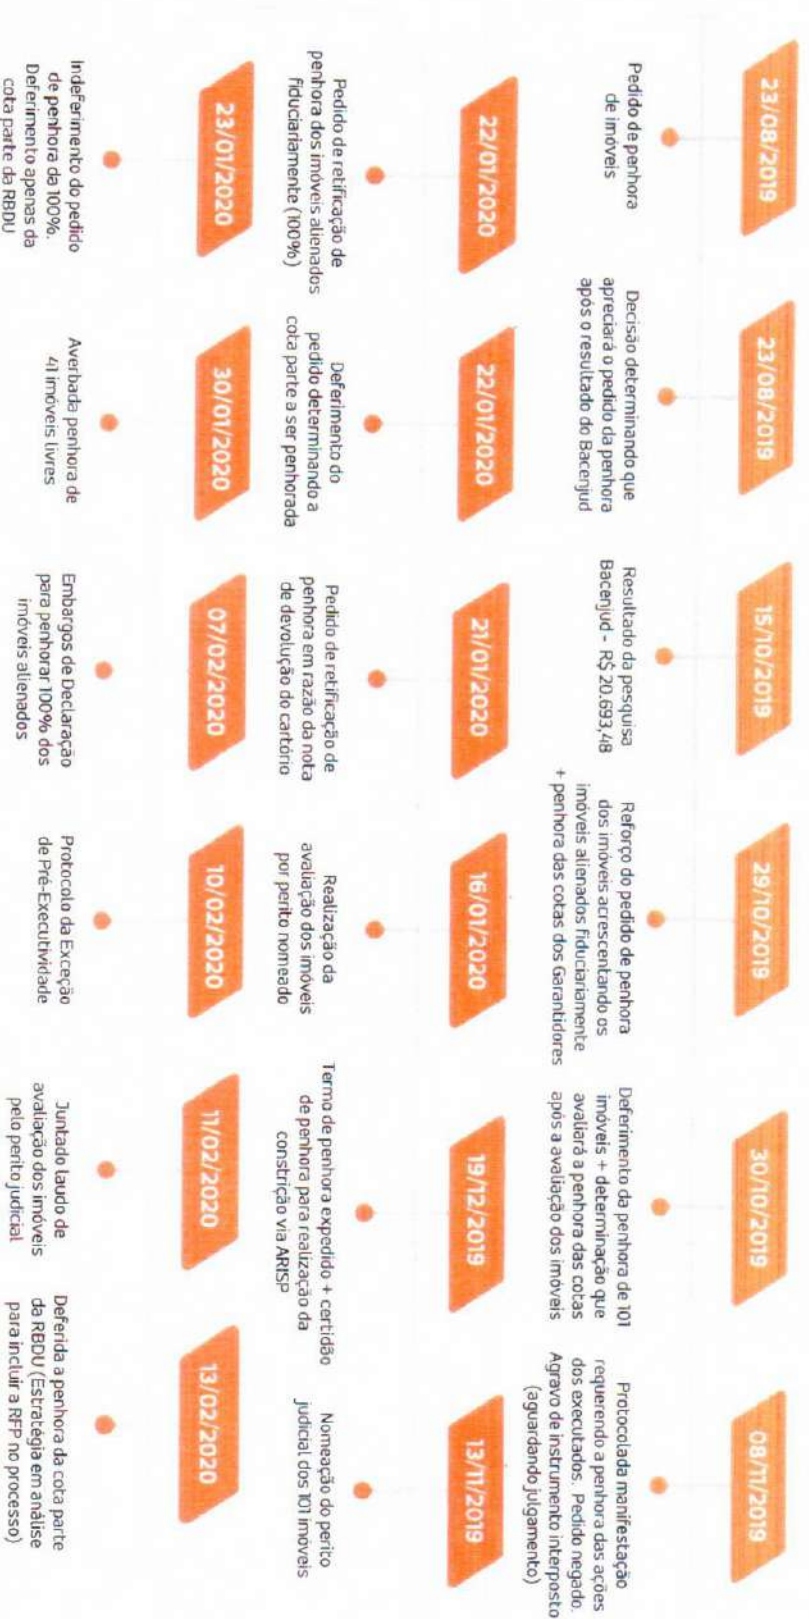 23/08/2019
Pedido de penhora
de imóveis
23/08/2019
Decisão determinando que
apreciará o pedido da penhora
após o resultado do Bacenjud
15/10/2019
Resultado da pesquisa
Bacenjud - R$ 20.693,48
29/10/2019
Reforço do pedido de penhora
dos imóveis acrescentando os
imóveis alienados fiduciariamente
+ penhora das cotas dos Garantidores
30/10/2019
Deferimento da penhora de 101
imóveis + determinação que
avaliará a penhora das cotas
após a avaliação dos imóveis
08/11/2019
Protocolada manifestação
requerendo a penhora das ações
dos executados. Pedido negado.
Agravo de instrumento interposto
(aguardando julgamento)
22/01/2020
Pedido de retificação de
penhora dos imóveis alienados
fiduciariamente (100%)
22/01/2020
Deferimento do
pedido determinando a
cota parte a ser penhorada
21/01/2020
Pedido de retificação de
penhora em razão da nota
de devolução do cartório
16/01/2020
Realização da
avaliação dos imóveis
por perito nomeado
19/12/2019
Termo de penhora expedido + certidão
de penhora para realização da
constrição via ARISP
13/11/2019
Nomeação do perito
judicial dos 101 imóveis
23/01/2020
Indeferimento do pedido
de penhora da 100%.
Deferimento apenas da
cota parte da RBDU
30/01/2020
Averbada penhora de
41 imóveis livres
07/02/2020
Embargos de Declaração
para penhorar 100% dos
imóveis alienados
10/02/2020
Protocolo da Exceção
de Pré-Executividade
11/02/2020
Juntado laudo de
avaliação dos imóveis
pelo perito judicial
13/02/2020
Deferida a penhora da cota parte
da RBDU (Estratégia em análise
para incluir a RFP no processo)